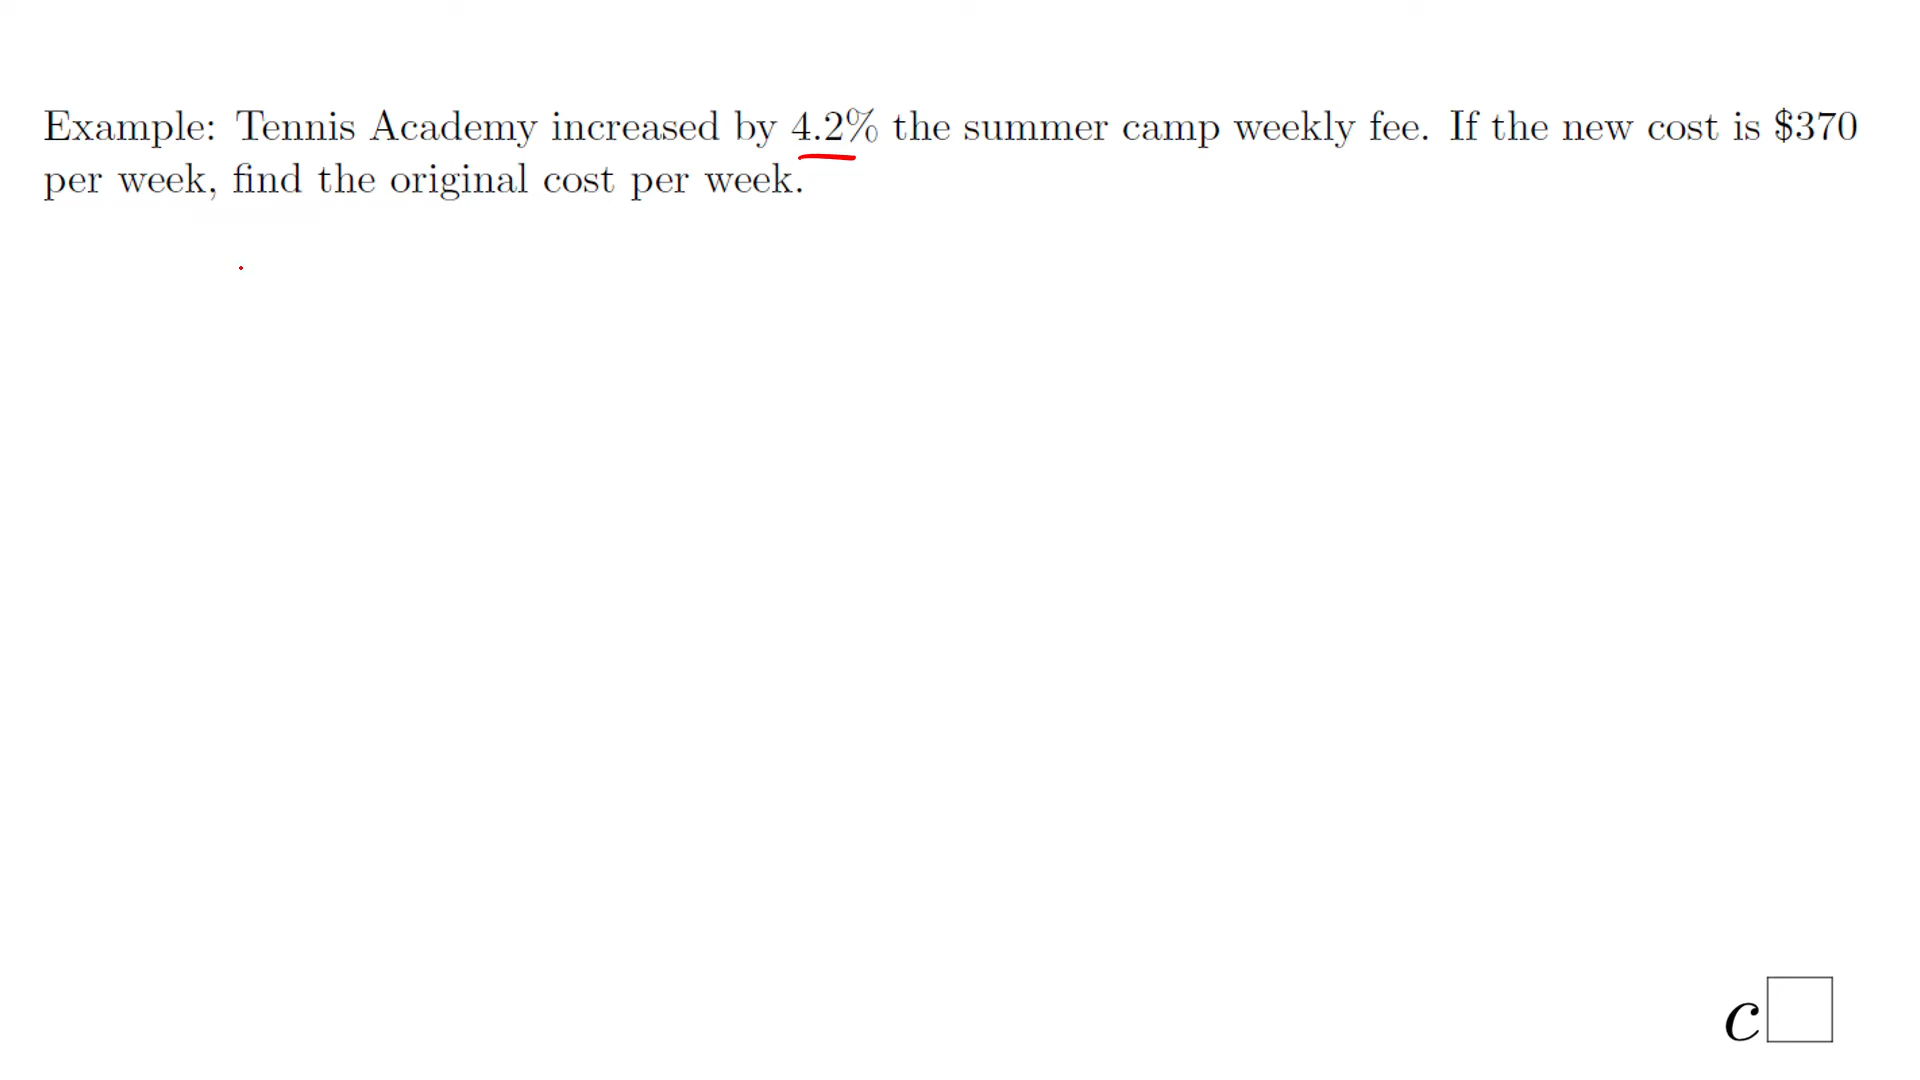 Example: Tennis Academy increased by 4.2% the summer camp weekly fee. If the new cost is $370
per week, find the original cost per week.
c